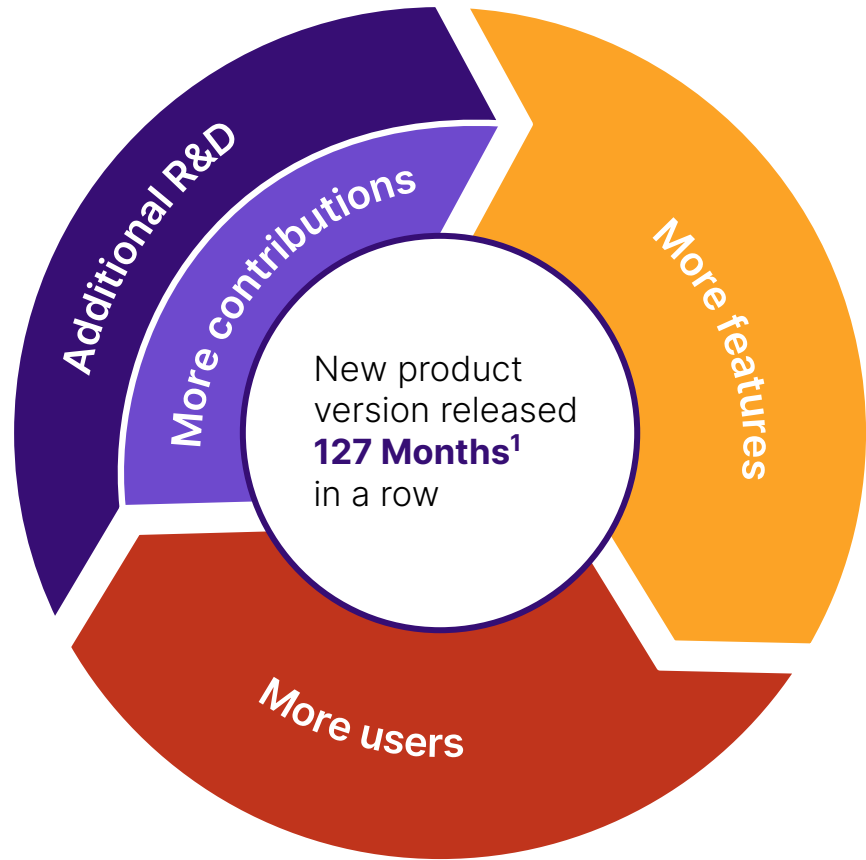 Additional R&D
More contributions
More features
New product
version released
127 Months¹
in a row
More users